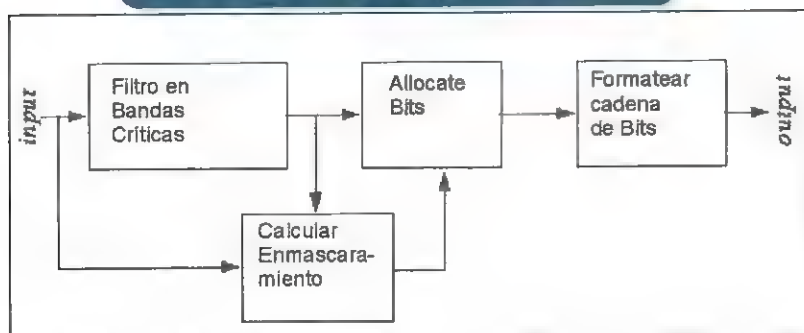 input
Filtro en
Bandas
Críticas
Allocate
Bits
Formatear
cadena
de Bits
output
Calcular
Enmascara-
miento